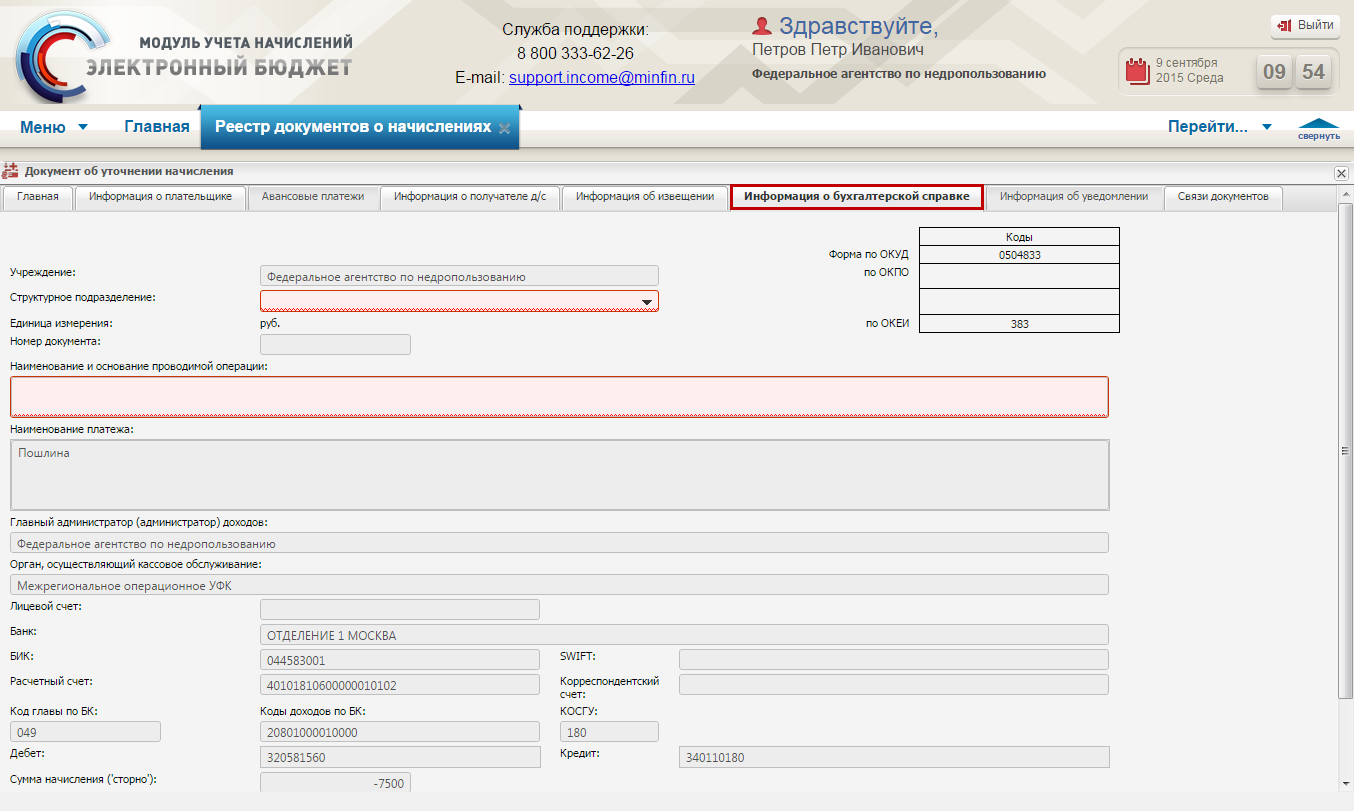 МОДУЛЬ УЧЕТА НАЧИСЛЕНИЙ
ЭЛЕКТРОННЫЙ БЮДЖЕТ
Служба поддержки:
8 800 333-62-26
E-mail: support.income@minfin.ru
Здравствуйте,
Петров Петр Иванович
Федеральное агентство по недропользованию
Выйти
9 сентября
2015 Среда
09 54
Меню Главная Реестр документов о начислениях Перейти... свернуть
Документ об уточнении начисления
Главная Информация о плательщике Авансовые платежи Информация о получателе д/с Информация об извещении Информация о бухгалтерской справке Информация об уведомлении Связи документов
Коды
Форма по ОКУД 0504833
по ОКПО
по ОКЕИ 383
Учреждение: Федеральное агентство по недропользованию
Структурное подразделение:
Единица измерения: руб.
Номер документа:
Наименование и основание проводимой операции:
Наименование платежа:
Пошлина
Главный администратор (администратор) доходов:
Федеральное агентство по недропользованию
Орган, осуществляющий кассовое обслуживание:
Межрегиональное операционное УФК
Лицевой счет:
Банк: ОТДЕЛЕНИЕ 1 МОСКВА
БИК: 044583001 SWIFT:
Расчетный счет: 40101810600000010102 Корреспондентский
счет:
Код главы по БК: Коды доходов по БК: КОСГУ:
049 20801000010000 180
Дебет: 320581560 Кредит: 340110180
Сумма начисления ('сторно'): -7500